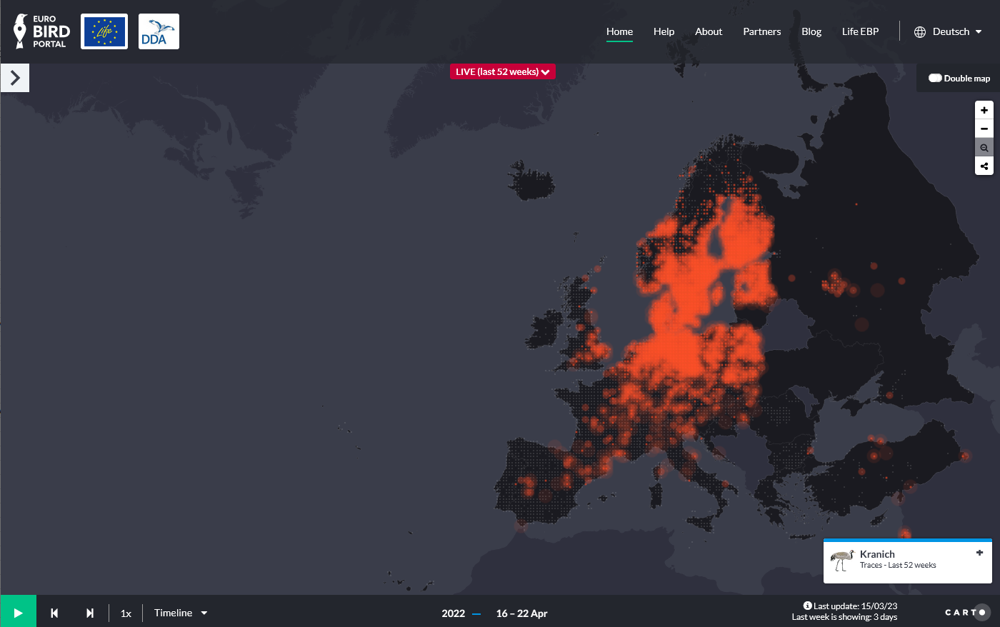 EURO
BIRD
PORTAL
Life
DDA
Home Help About Partners Blog Life EBP Deutsch
LIVE (last 52 weeks)
Double map
Kranich
Traces - Last 52 weeks
1x Timeline
2022 — 16 – 22 Apr
Last update: 15/03/23
Last week is showing: 3 days
CARTO